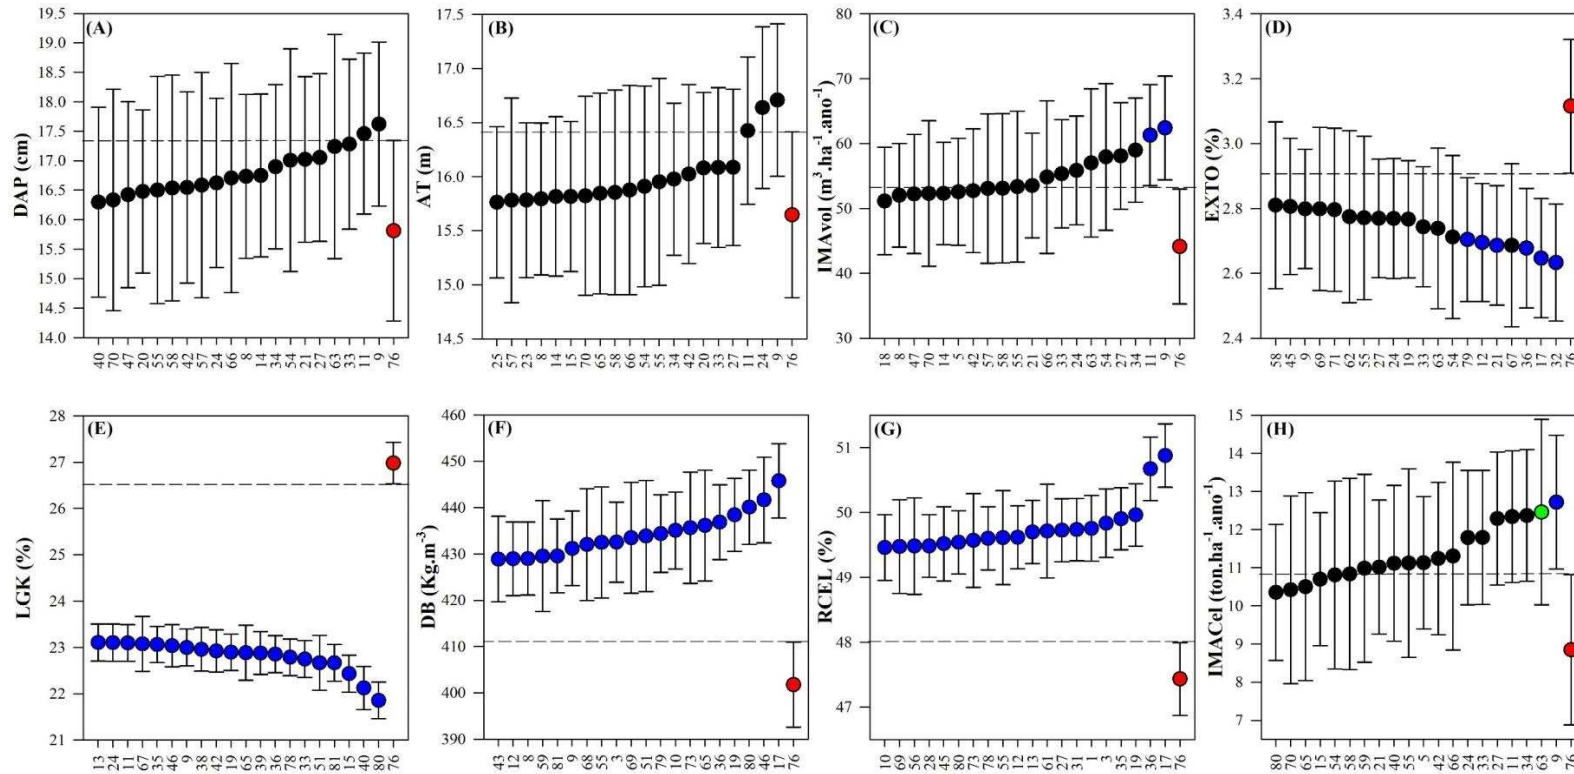 (A)
DAP (cm)
19.5
19.0
18.5
18.0
17.5
17.0
16.5
16.0
15.5
15.0
14.5
14.0
40 70 47 20 55 58 42 57 24 66 8 14 34 54 21 27 63 33 11 9 76
(B)
AT (m)
17.5
17.0
16.5
16.0
15.5
15.0
14.5
25 57 23 8 14 15 70 65 58 66 54 55 34 42 20 33 27 11 24 9 76
(C)
IMAvol (m³.ha⁻¹.ano⁻¹)
80
70
60
50
40
30
18 8 47 70 14 5 42 57 58 55 21 66 33 24 63 54 27 34 11 9 76
(D)
EXTO (%)
3.4
3.2
3.0
2.8
2.6
2.4
58 45 9 69 71 62 55 27 24 19 33 63 54 79 12 21 67 36 17 32 76
(E)
LGK (%)
28
27
26
25
24
23
22
21
13 24 11 67 35 46 9 38 42 19 65 39 36 78 33 51 81 15 40 80 76
(F)
DB (Kg.m⁻³)
460
450
440
430
420
410
400
390
43 12 8 59 81 9 68 55 3 69 51 79 10 73 65 36 19 80 46 17 76
(G)
RCEL (%)
51
50
49
48
47
10 69 56 28 45 80 73 78 55 12 13 61 27 31 1 3 35 19 36 17 76
(H)
IMACel (ton.ha⁻¹.ano⁻¹)
15
14
13
12
11
10
9
8
7
80 70 65 15 54 58 59 21 40 55 5 42 66 24 33 27 11 34 63 9 76